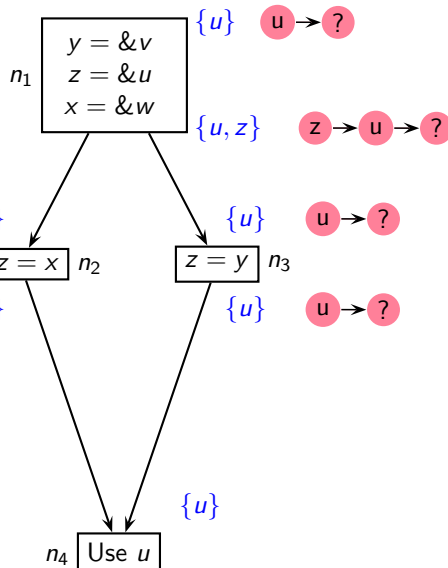 y = &v
z = &u
x = &w
n1
{u}
u → ?
{u, z}
z → u → ?
{u}
u → ?
z = x
n2
z = y
n3
{u}
u → ?
{u}
n4
Use u